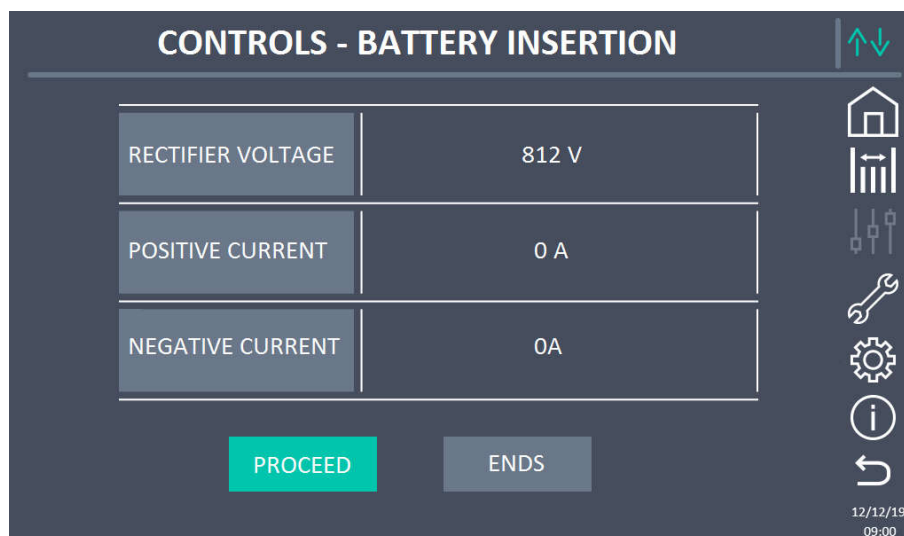 CONTROLS - BATTERY INSERTION
RECTIFIER VOLTAGE
812 V
POSITIVE CURRENT
0 A
NEGATIVE CURRENT
0A
PROCEED
ENDS
12/12/19
09:00